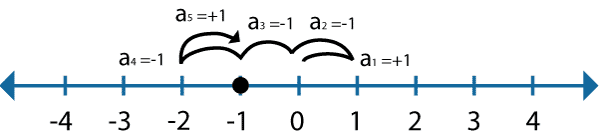 a₅=+1 a₃=-1 a₂=-1
a₄=-1 a₁=+1
-4 -3 -2 -1 0 1 2 3 4